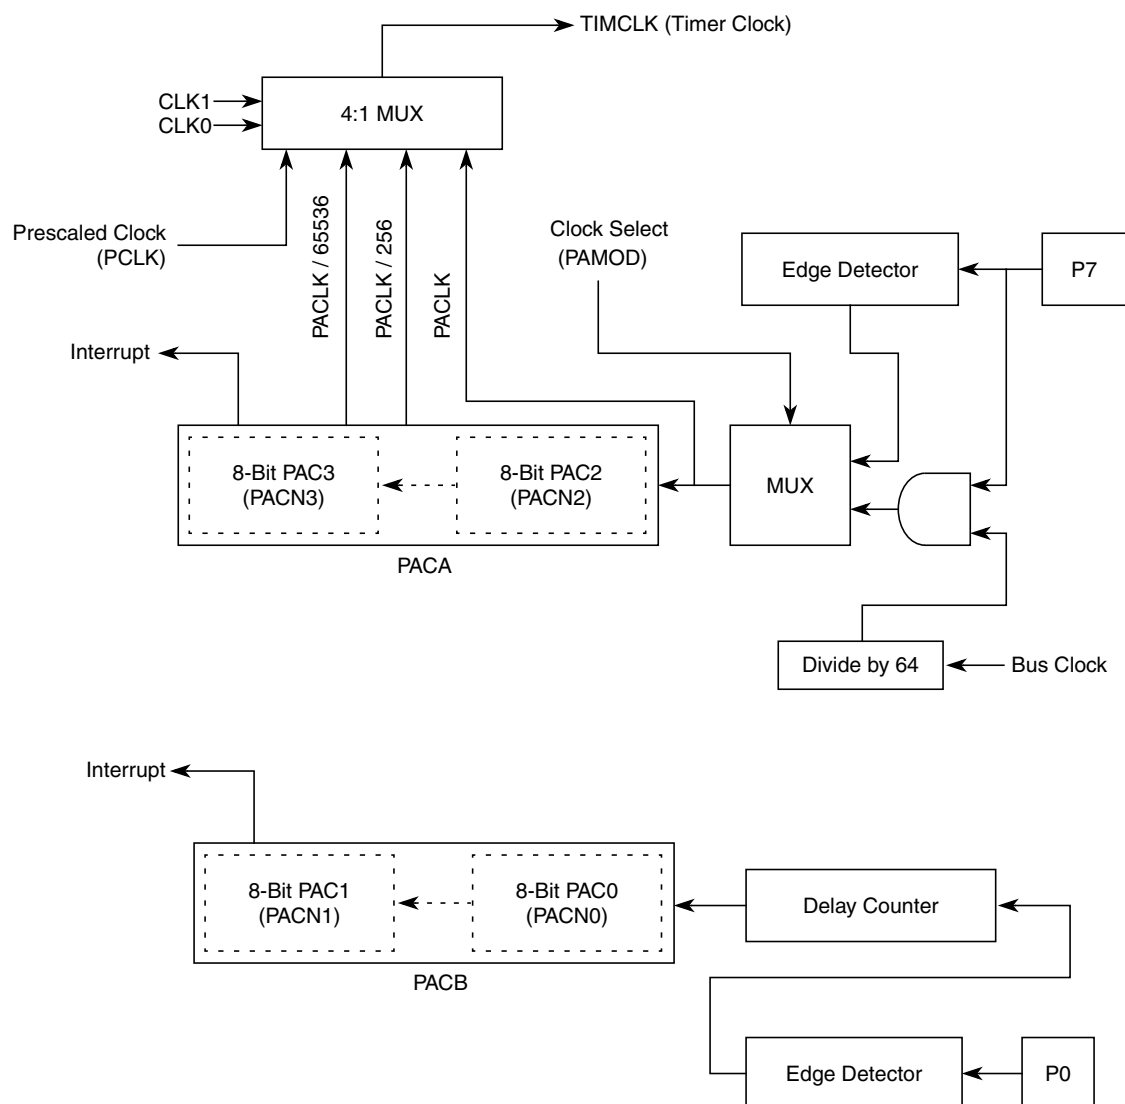 TIMCLK (Timer Clock)
CLK1
CLK0
4:1 MUX
Prescaled Clock
(PCLK)
PACLK / 65536
PACLK / 256
PACLK
Clock Select
(PAMOD)
Edge Detector
P7
Interrupt
8-Bit PAC3
(PACN3)
8-Bit PAC2
(PACN2)
MUX
PACA
Divide by 64
Bus Clock
Interrupt
8-Bit PAC1
(PACN1)
8-Bit PAC0
(PACN0)
Delay Counter
PACB
Edge Detector
P0